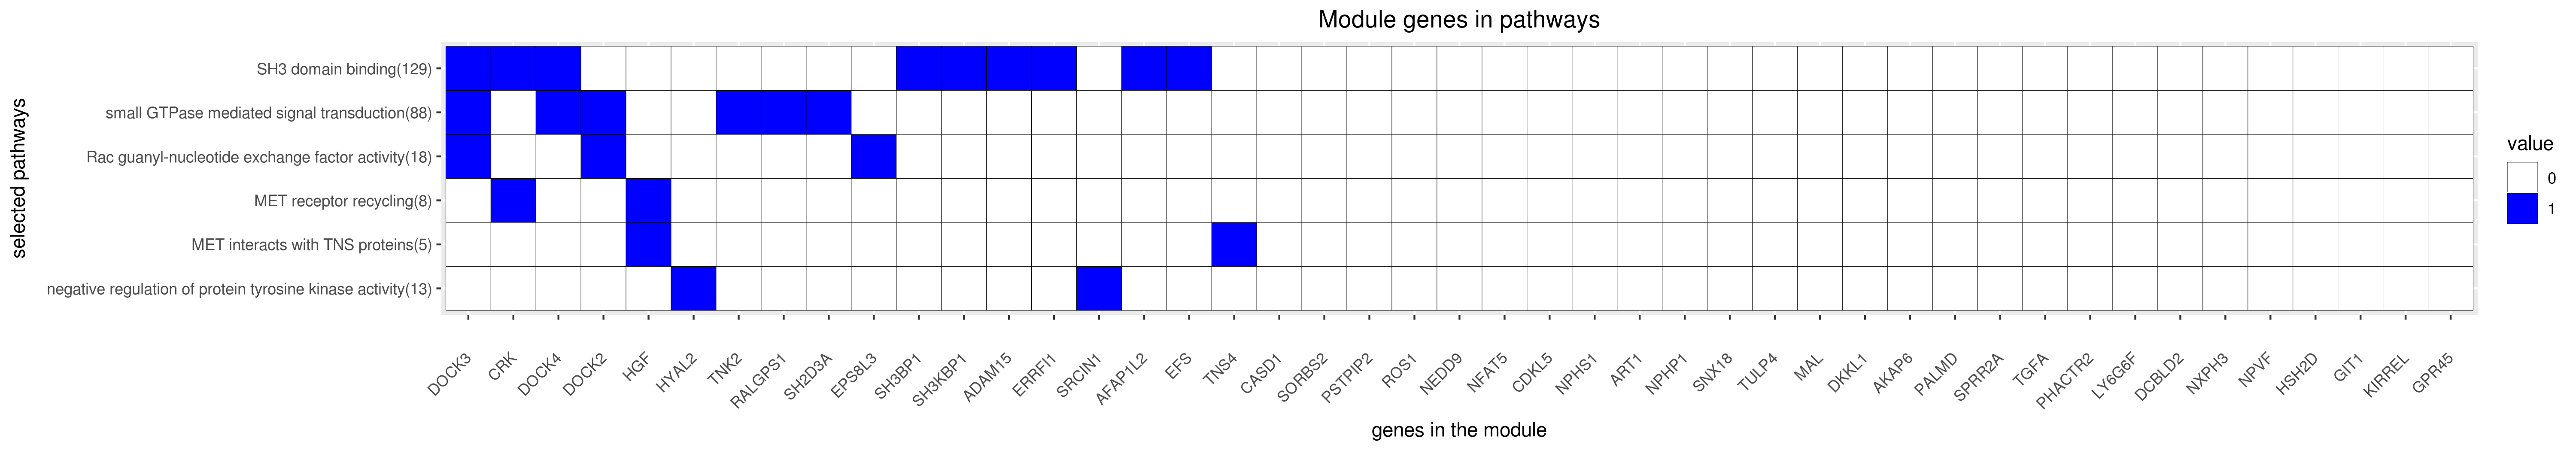 Module genes in pathways
selected pathways
SH3 domain binding(129)
small GTPase mediated signal transduction(88)
Rac guanyl-nucleotide exchange factor activity(18)
MET receptor recycling(8)
MET interacts with TNS proteins(5)
negative regulation of protein tyrosine kinase activity(13)
value
0
1
DOCK3
CRK
DOCK4
DOCK2
HGF
HYAL2
TNK2
RALGPS1
SH2D3A
EPS8L3
SH3BP1
SH3KBP1
ADAM15
ERRFI1
SRCIN1
AFAP1L2
EFS
TNS4
CASD1
SORBS2
PSTPIP2
ROS1
NEDD9
NFAT5
CDKL5
NPHS1
ART1
NPHP1
SNX18
TULP4
MAL
DKKL1
AKAP6
PALMD
SPRR2A
TGFA
PHACTR2
LY6G6F
DCBLD2
NXPH3
NPVF
HSH2D
GIT1
KIRREL
GPR45
genes in the module